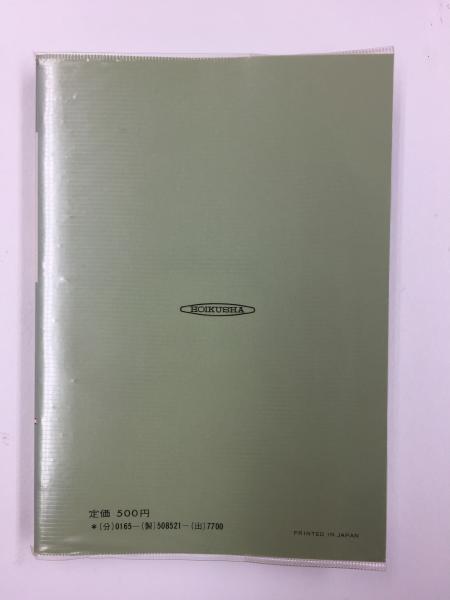 HOIKUSHA
定価 500円
*(分)0165-(製)508521-(出)7700
PRINTED IN JAPAN